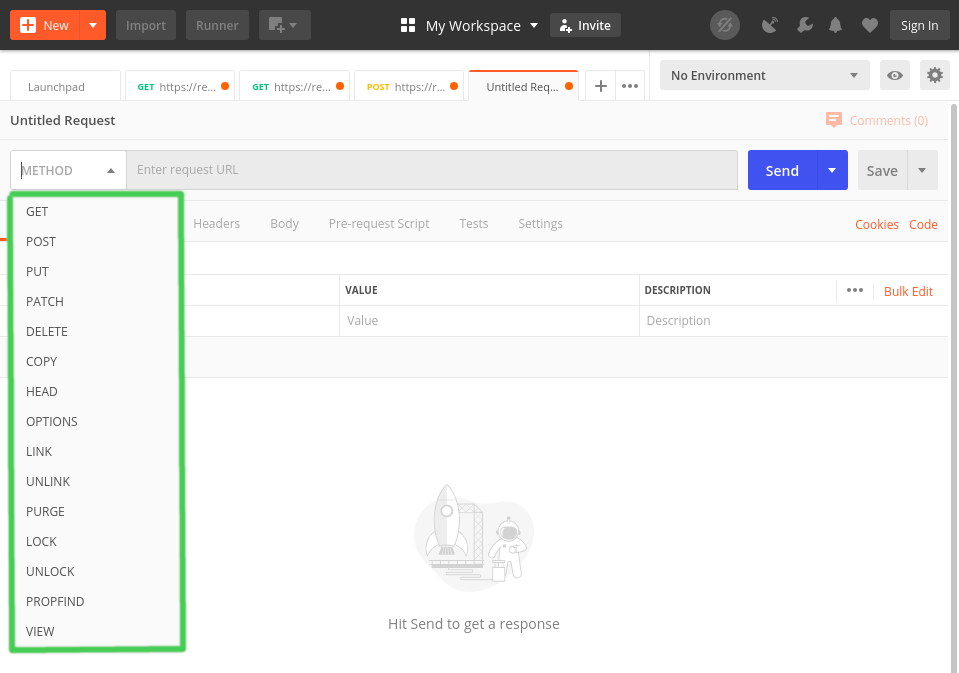 New Import Runner My Workspace Invite Sign In
Launchpad GET https://re... GET https://re... POST https://r... Untitled Req... No Environment
Untitled Request Comments (0)
METHOD Enter request URL Send Save
GET
Headers Body Pre-request Script Tests Settings Cookies Code
POST
PUT
VALUE DESCRIPTION Bulk Edit
PATCH
Value Description
DELETE
COPY
HEAD
OPTIONS
LINK
UNLINK
PURGE
LOCK
UNLOCK
PROPFIND
VIEW
Hit Send to get a response